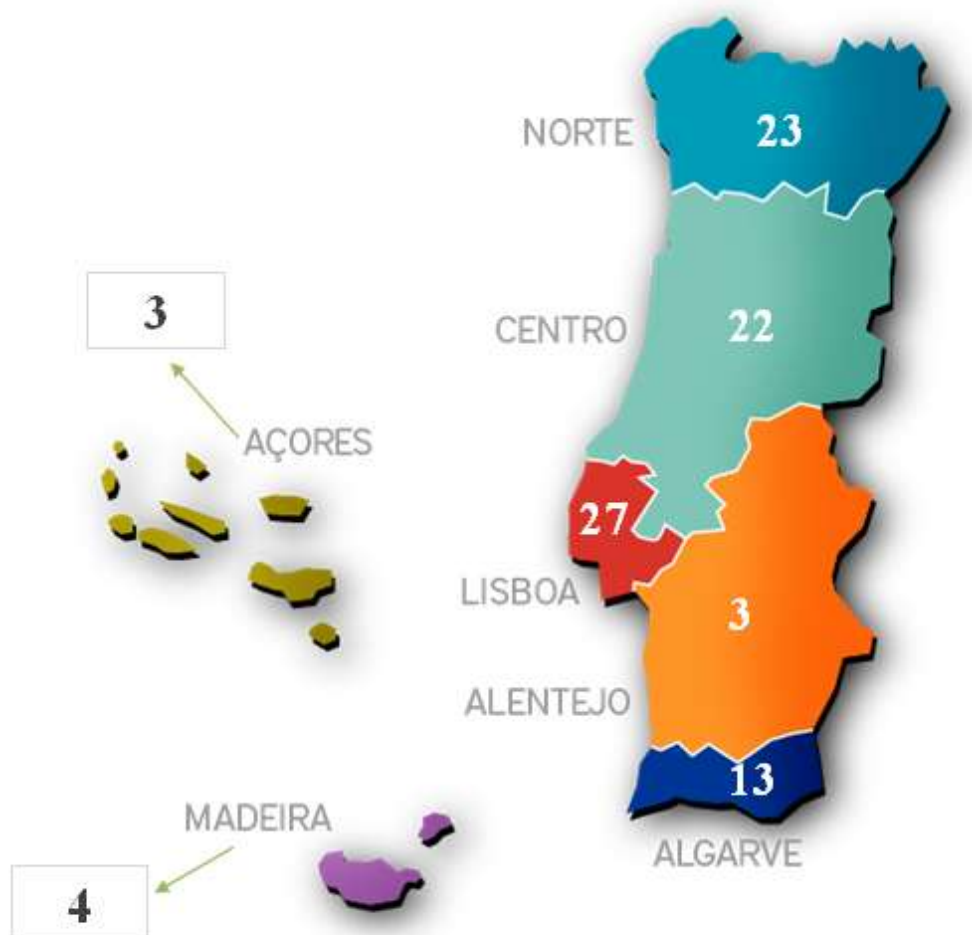 NORTE
23
3
CENTRO
22
AÇORES
27
LISBOA
3
ALENTEJO
13
MADEIRA
ALGARVE
4